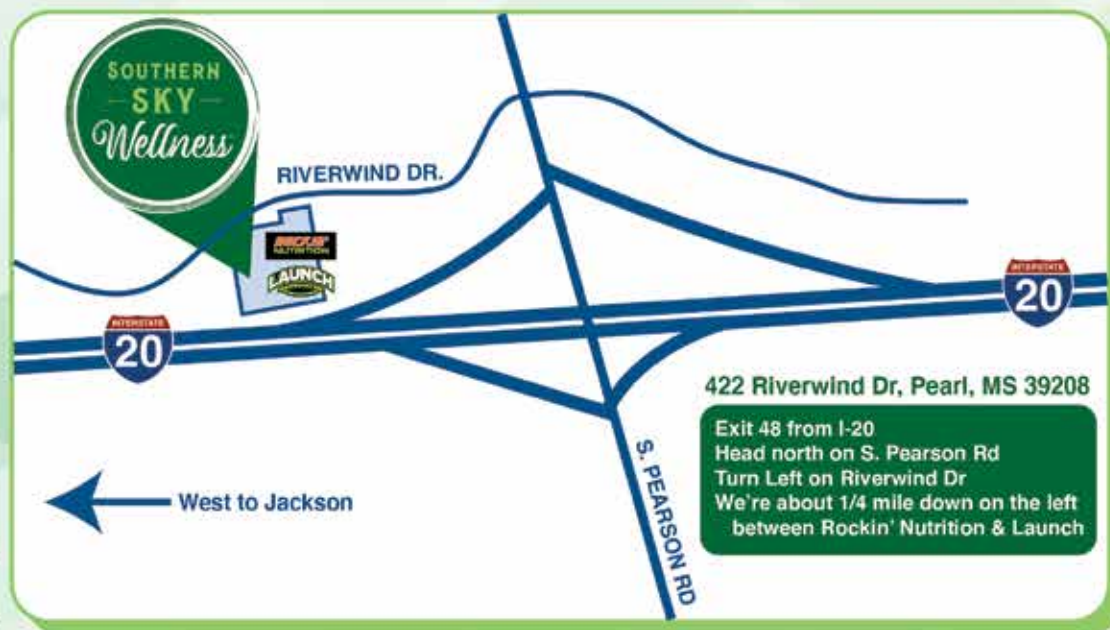 SOUTHERN
SKY
Wellness
RIVERWIND DR.
ROCKIN'
NUTRITION
LAUNCH
INTERSTATE
20
INTERSTATE
20
422 Riverwind Dr, Pearl, MS 39208
Exit 48 from I-20
Head north on S. Pearson Rd
Turn Left on Riverwind Dr
We're about 1/4 mile down on the left
between Rockin' Nutrition & Launch
West to Jackson
S. PEARSON RD